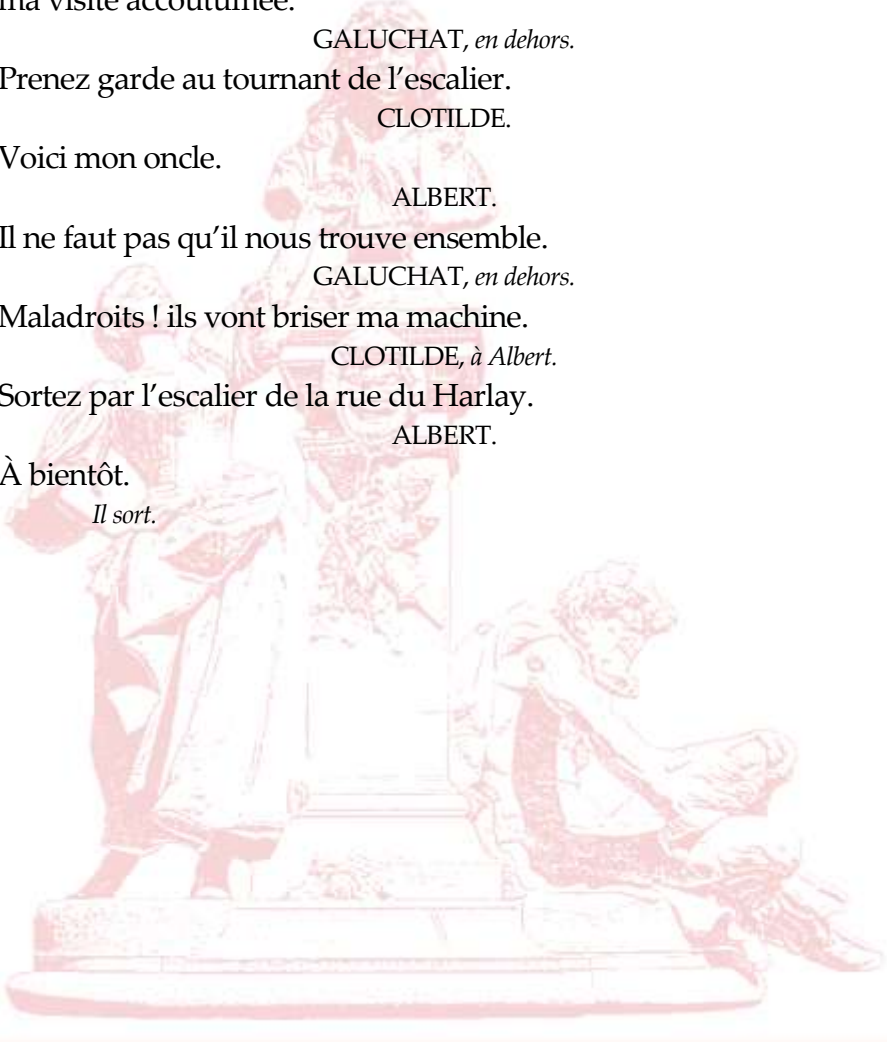 ma visite accoutumée.
GALUCHAT, en dehors.
Prenez garde au tournant de l’escalier.
CLOTILDE.
Voici mon oncle.
ALBERT.
Il ne faut pas qu’il nous trouve ensemble.
GALUCHAT, en dehors.
Maladroits ! ils vont briser ma machine.
CLOTILDE, à Albert.
Sortez par l’escalier de la rue du Harlay.
ALBERT.
À bientôt.
Il sort.